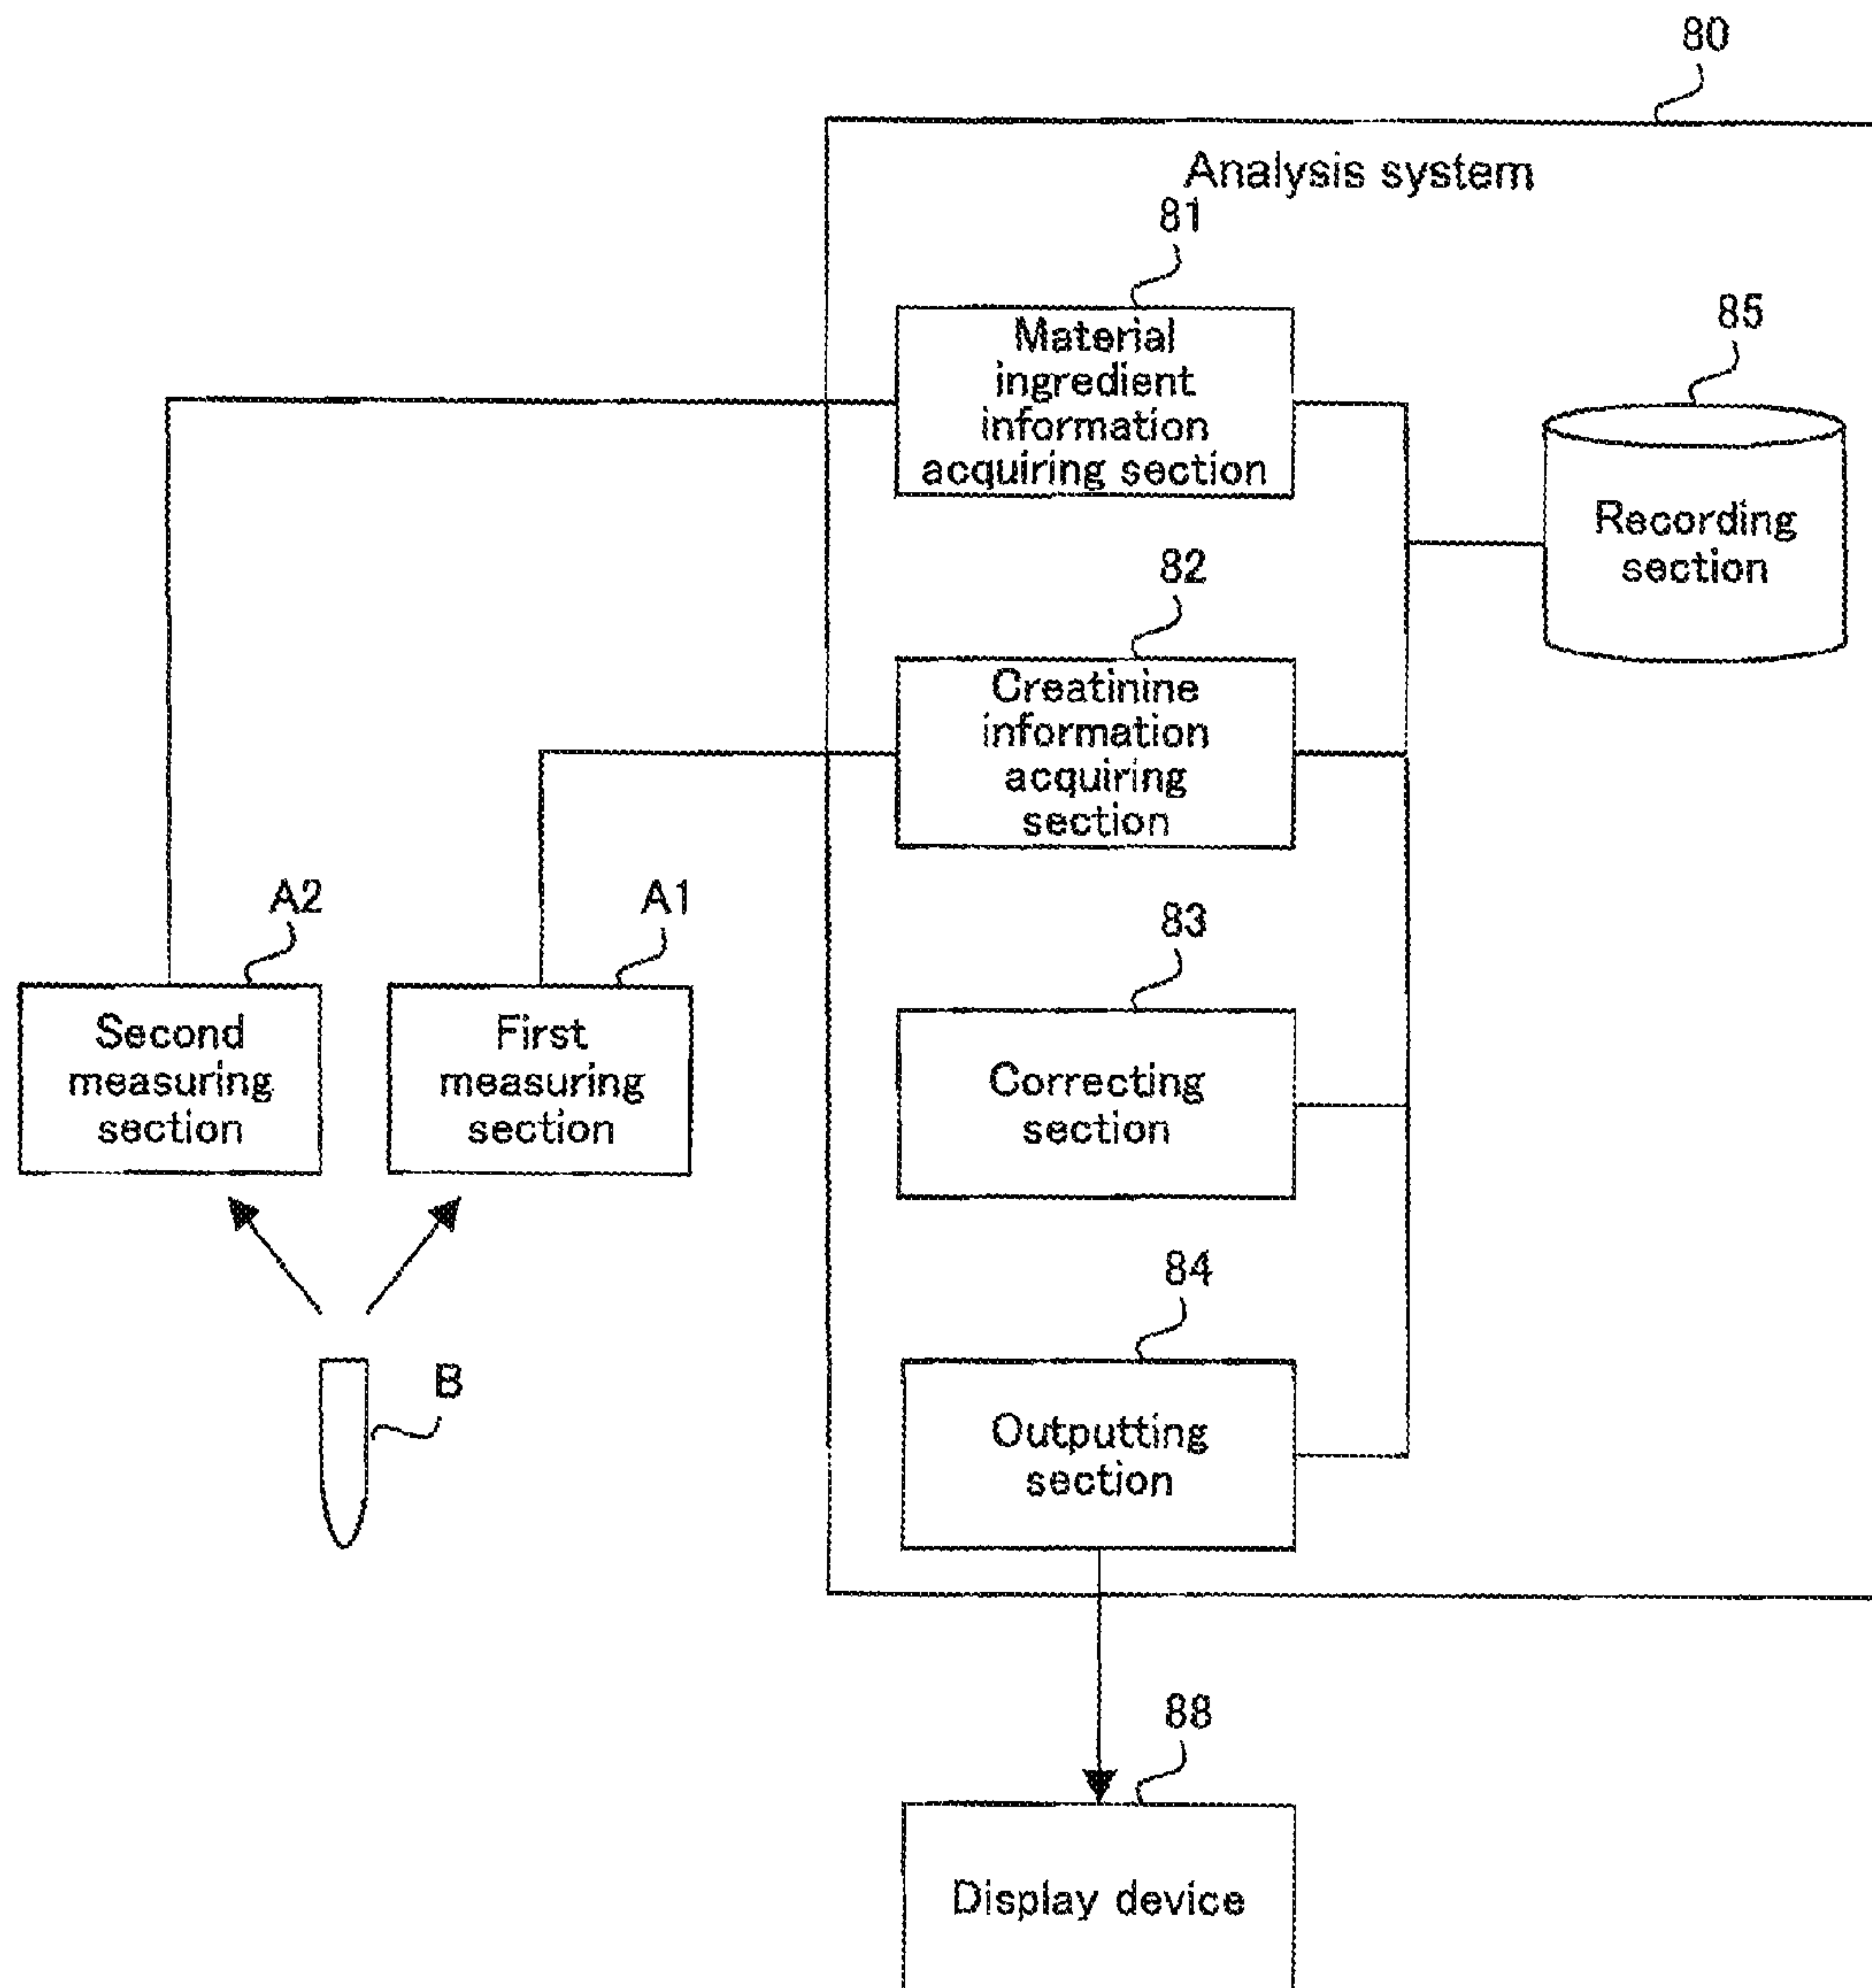 80
Analysis system
81
Material
ingredient
information
acquiring section
85
Recording
section
82
Creatinine
information
acquiring
section
A2
A1
83
Second
measuring
section
First
measuring
section
Correcting
section
84
B
Outputting
section
88
Display device